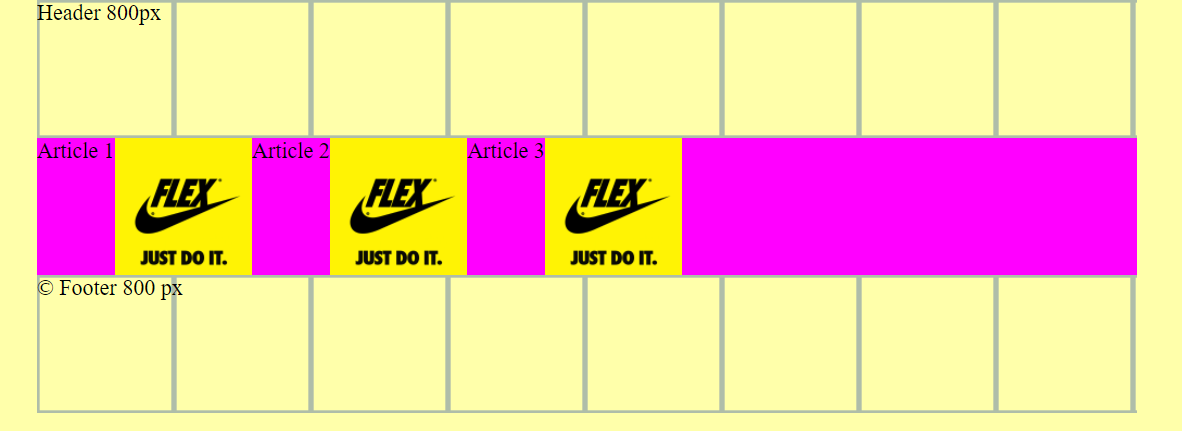 Header 800px
Article 1
FLEX
JUST DO IT.
Article 2
FLEX
JUST DO IT.
Article 3
FLEX
JUST DO IT.
© Footer 800 px